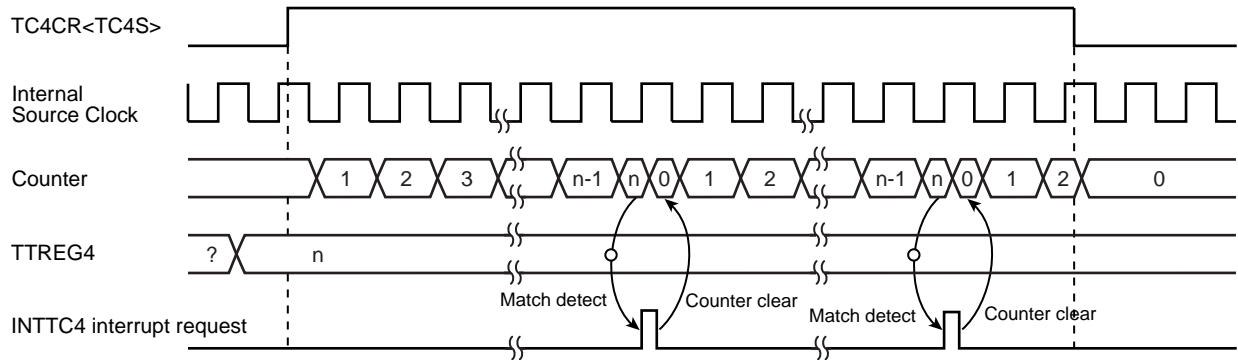 TC4CR<TC4S>
Internal
Source Clock
Counter
1 2 3 n-1 n 0 1 2 n-1 n 0 1 2 0
TTREG4
? n
Match detect Counter clear Match detect Counter clear
INTTC4 interrupt request